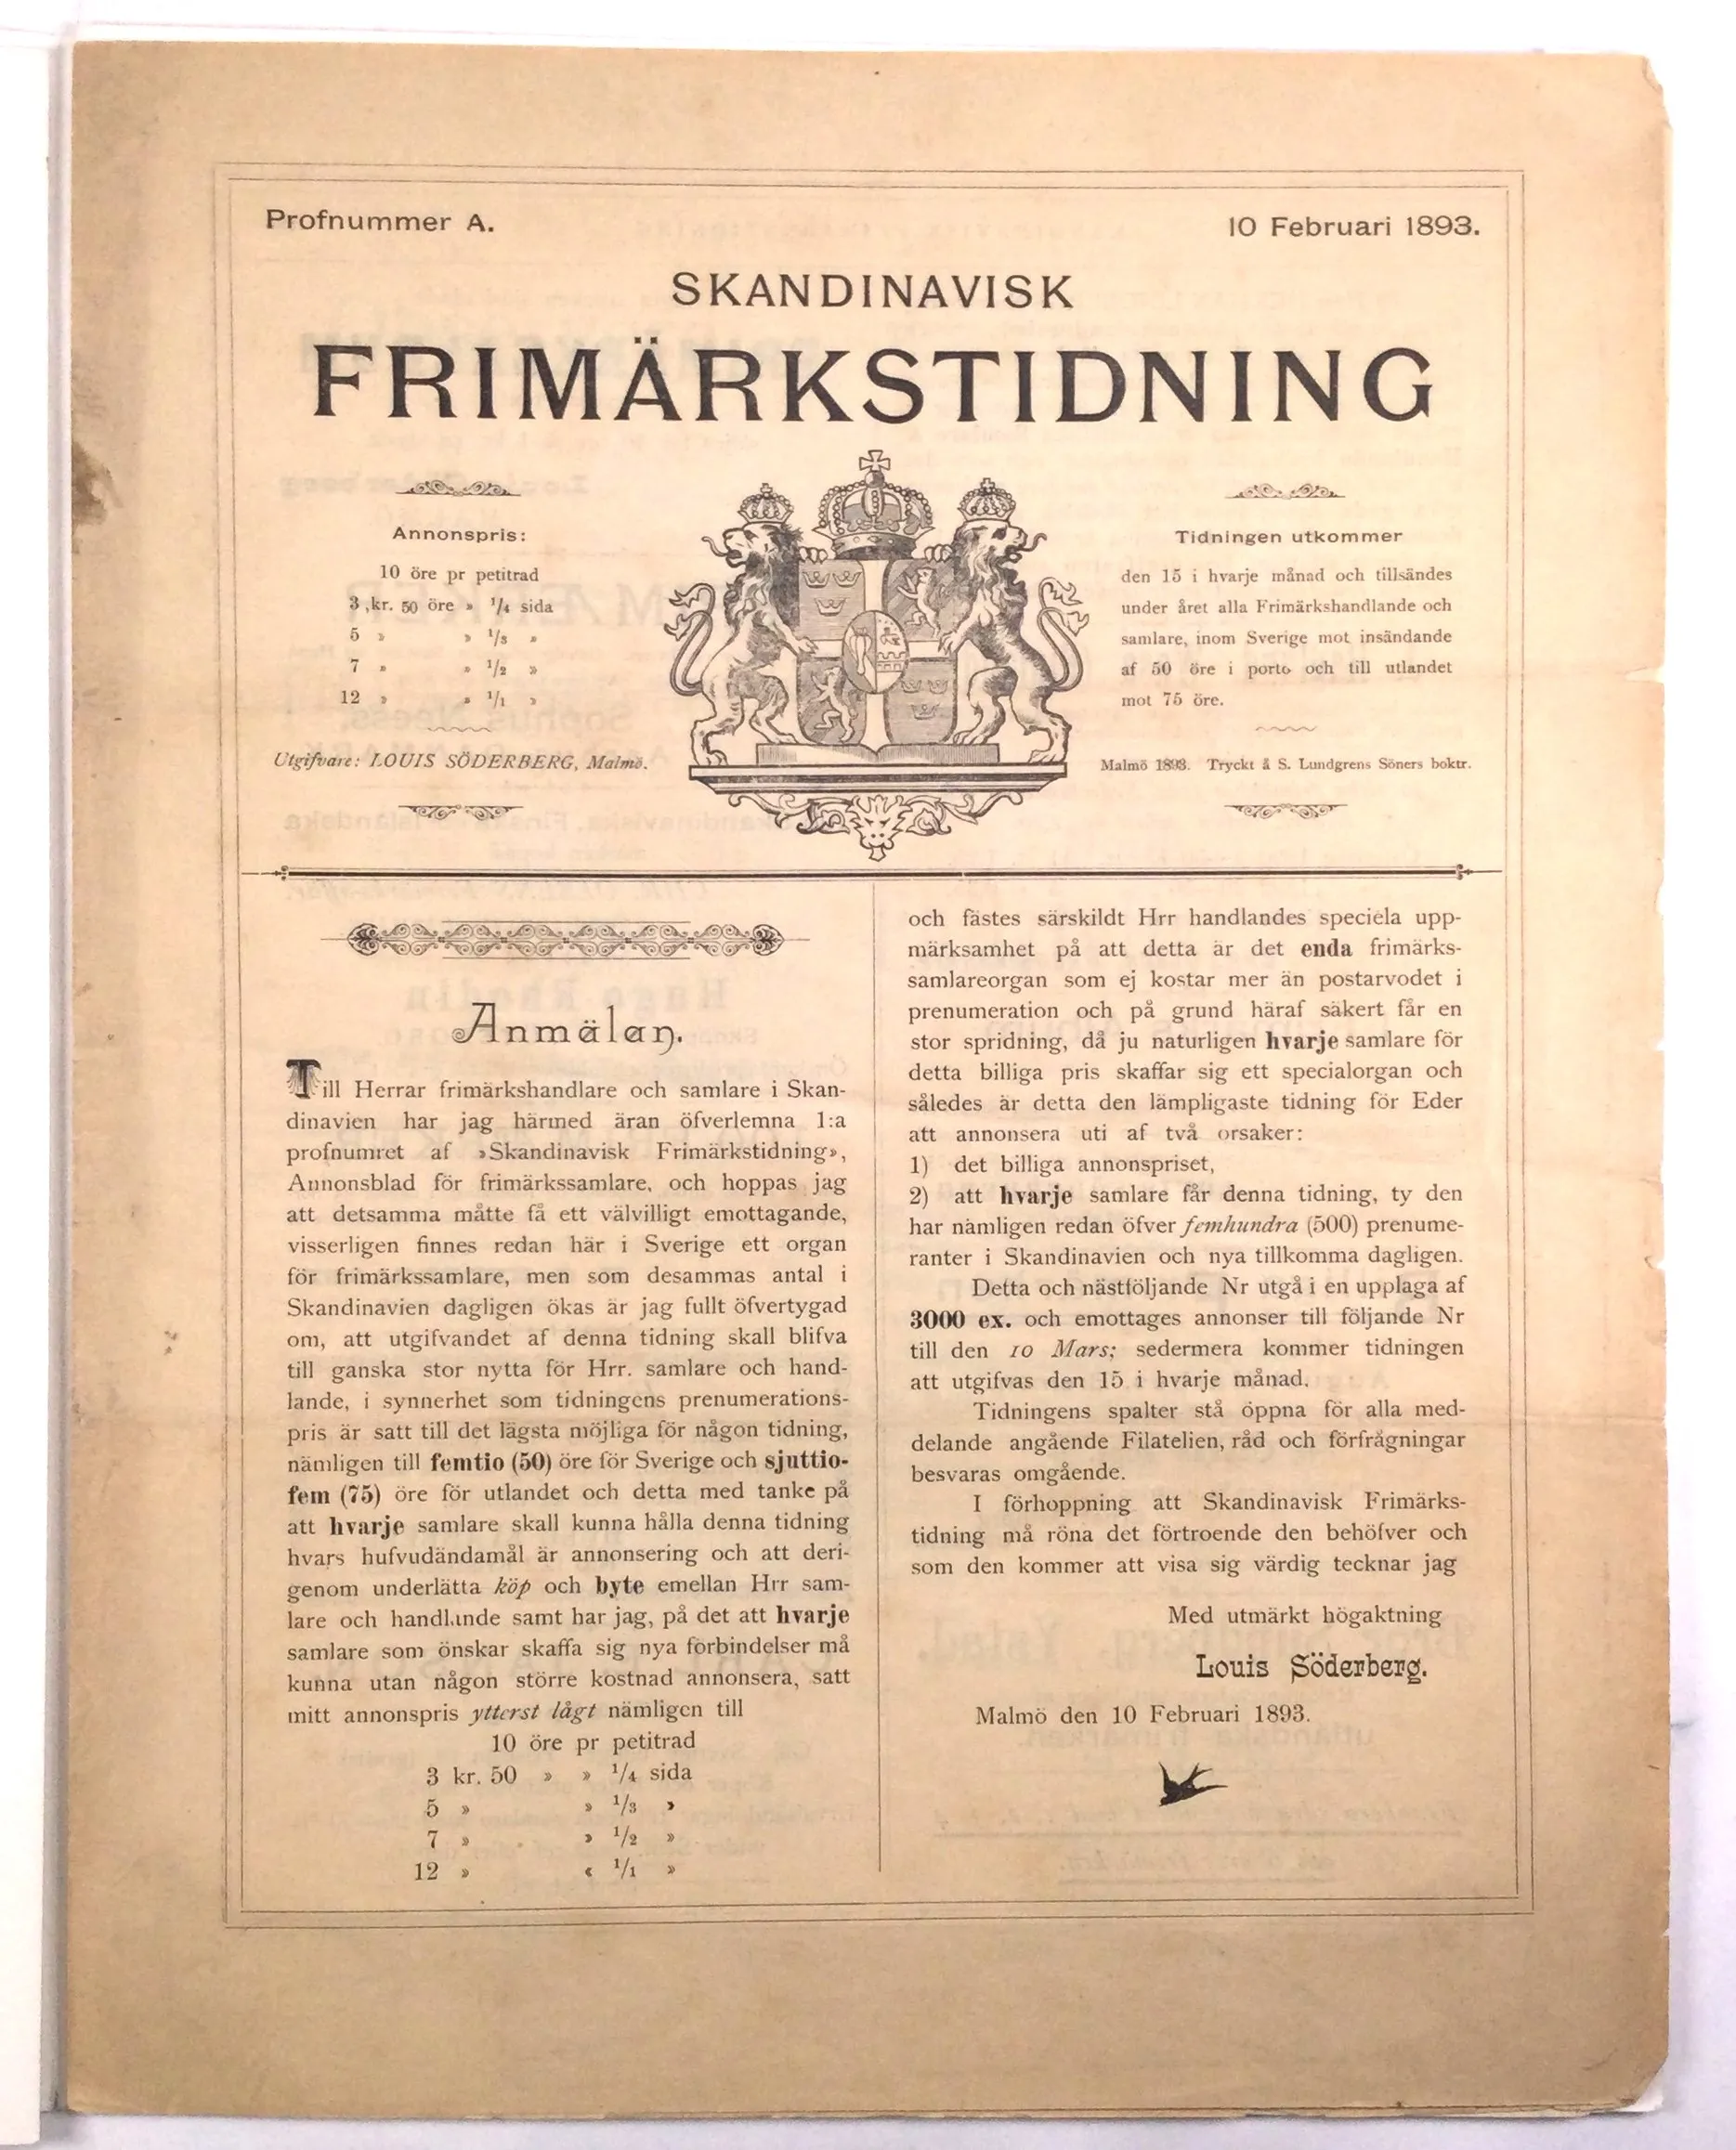 Profnummer A.
10 Februari 1893.
SKANDINAVISK
FRIMÄRKSTIDNING
Annonspris:
10 öre pr petitrad
3 ,kr. 50 öre » 1/4 sida
5 » » 1/3 »
7 » » 1/2 »
12 » » 1/1 »
Utgifvare: LOUIS SÖDERBERG, Malmö.
Tidningen utkommer
den 15 i hvarje månad och tillsändes
under året alla Frimärkshandlande och
samlare, inom Sverige mot insändande
af 50 öre i porto och till utlandet
mot 75 öre.
Malmö 1893. Tryckt å S. Lundgrens Söners boktr.
Anmälan.
Till Herrar frimärkshandlare och samlare i Skan-
dinavien har jag härmed äran öfverlemna 1:a
profnumret af »Skandinavisk Frimärkstidning»,
Annonsblad för frimärkssamlare, och hoppas jag
att detsamma måtte få ett välvilligt emottagande,
visserligen finnes redan här i Sverige ett organ
för frimärkssamlare, men som desammas antal i
Skandinavien dagligen ökas är jag fullt öfvertygad
om, att utgifvandet af denna tidning skall blifva
till ganska stor nytta för Hrr. samlare och hand-
lande, i synnerhet som tidningens prenumerations-
pris är satt till det lägsta möjliga för någon tidning,
nämligen till femtio (50) öre för Sverige och sjuttio-
fem (75) öre för utlandet och detta med tanke på
att hvarje samlare skall kunna hålla denna tidning
hvars hufvudändamål är annonsering och att deri-
genom underlätta köp och byte emellan Hrr sam-
lare och handlande samt har jag, på det att hvarje
samlare som önskar skaffa sig nya förbindelser må
kunna utan någon större kostnad annonsera, satt
mitt annonspris ytterst lågt nämligen till
10 öre pr petitrad
3 kr. 50 » » 1/4 sida
5 » » 1/3 »
7 » » 1/2 »
12 » « 1/1 »
och fästes särskildt Hrr handlandes speciela upp-
märksamhet på att detta är det enda frimärks-
samlareorgan som ej kostar mer än postarvodet i
prenumeration och på grund häraf säkert får en
stor spridning, då ju naturligen hvarje samlare för
detta billiga pris skaffar sig ett specialorgan och
således är detta den lämpligaste tidning för Eder
att annonsera uti af två orsaker:
1) det billiga annonspriset,
2) att hvarje samlare får denna tidning, ty den
har nämligen redan öfver femhundra (500) prenume-
ranter i Skandinavien och nya tillkomma dagligen.
Detta och nästföljande Nr utgå i en upplaga af
3000 ex. och emottages annonser till följande Nr
till den 10 Mars; sedermera kommer tidningen
att utgifvas den 15 i hvarje månad.
Tidningens spalter stå öppna för alla med-
delande angående Filatelien, råd och förfrågningar
besvaras omgående.
I förhoppning att Skandinavisk Frimärks-
tidning må röna det förtroende den behöfver och
som den kommer att visa sig värdig tecknar jag
Med utmärkt högaktning
Louis Söderberg.
Malmö den 10 Februari 1893.